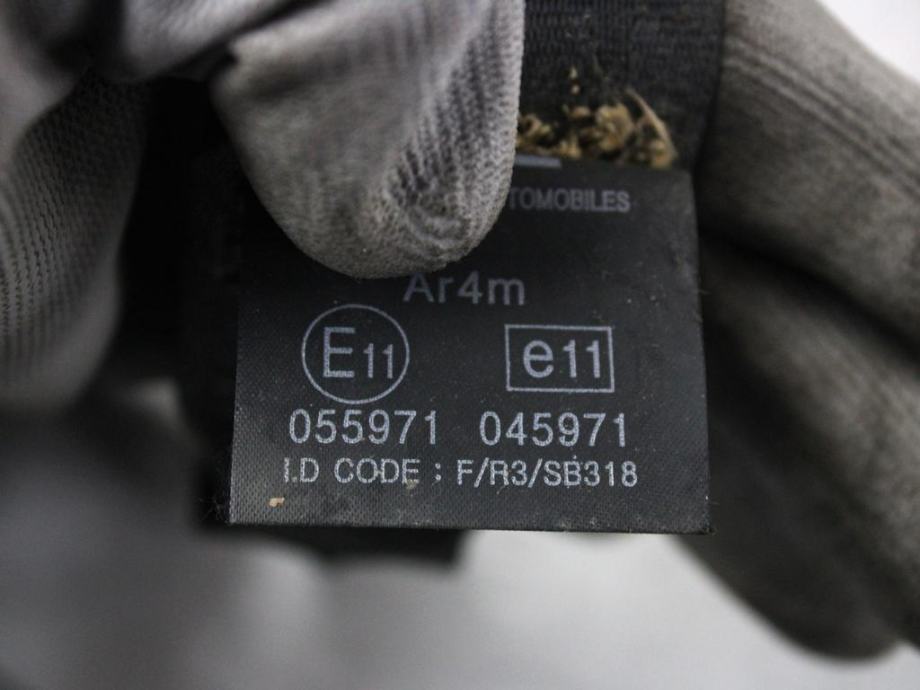 TOMOBILES
Ar4m
E11 e11
055971 045971
I.D CODE : F/R3/SB318